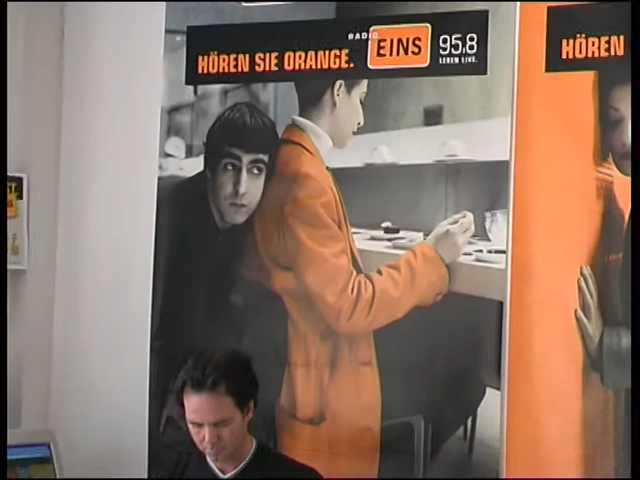 HÖREN SIE ORANGE.
RADIO
EINS
95,8
LEBEN LIVE.
HÖREN